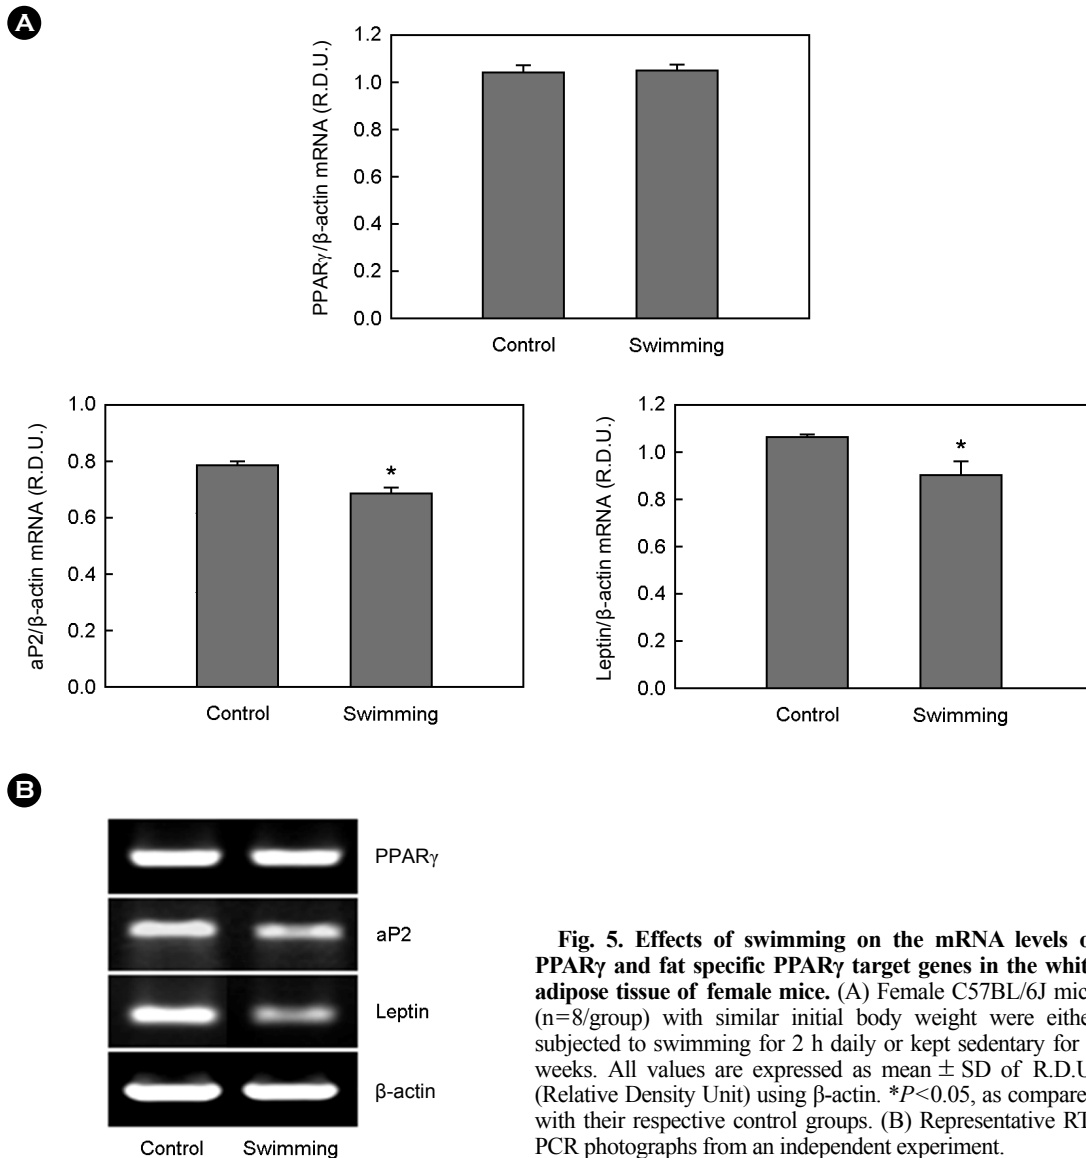 A
PPARγ/β-actin mRNA (R.D.U.)
1.2
1.0
0.8
0.6
0.4
0.2
0.0
Control Swimming
aP2/β-actin mRNA (R.D.U.)
1.0
0.8
0.6
0.4
0.2
0.0
*
Control Swimming
Leptin/β-actin mRNA (R.D.U.)
1.2
1.0
0.8
0.6
0.4
0.2
0.0
*
Control Swimming
B
PPARγ
aP2
Leptin
β-actin
Control Swimming
Fig. 5. Effects of swimming on the mRNA levels o
PPARγ and fat specific PPARγ target genes in the whit
adipose tissue of female mice. (A) Female C57BL/6J mic
(n=8/group) with similar initial body weight were eithe
subjected to swimming for 2 h daily or kept sedentary for
weeks. All values are expressed as mean ± SD of R.D.U
(Relative Density Unit) using β-actin. *P<0.05, as compare
with their respective control groups. (B) Representative RT
PCR photographs from an independent experiment.